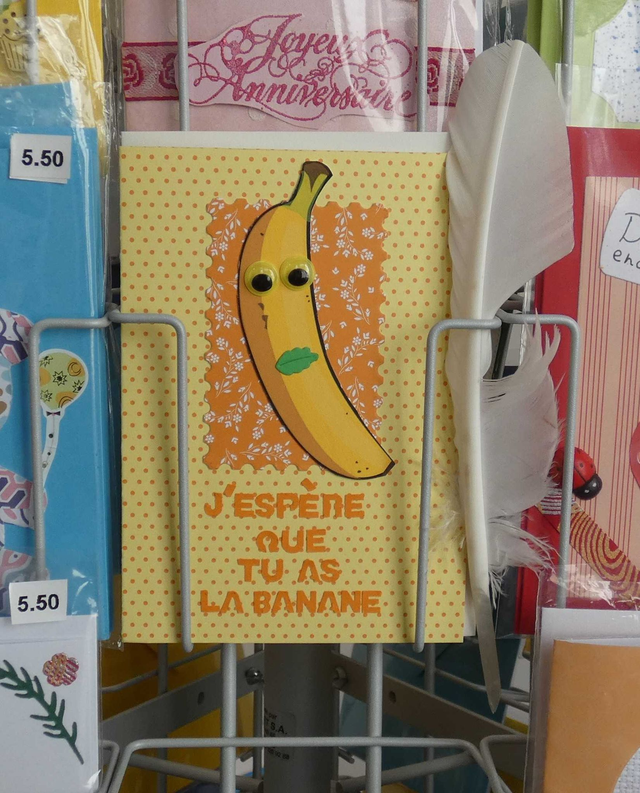 Joyeux
Anniversaire
5.50
J'ESPÈRE
QUE
TU AS
LA BANANE
5.50